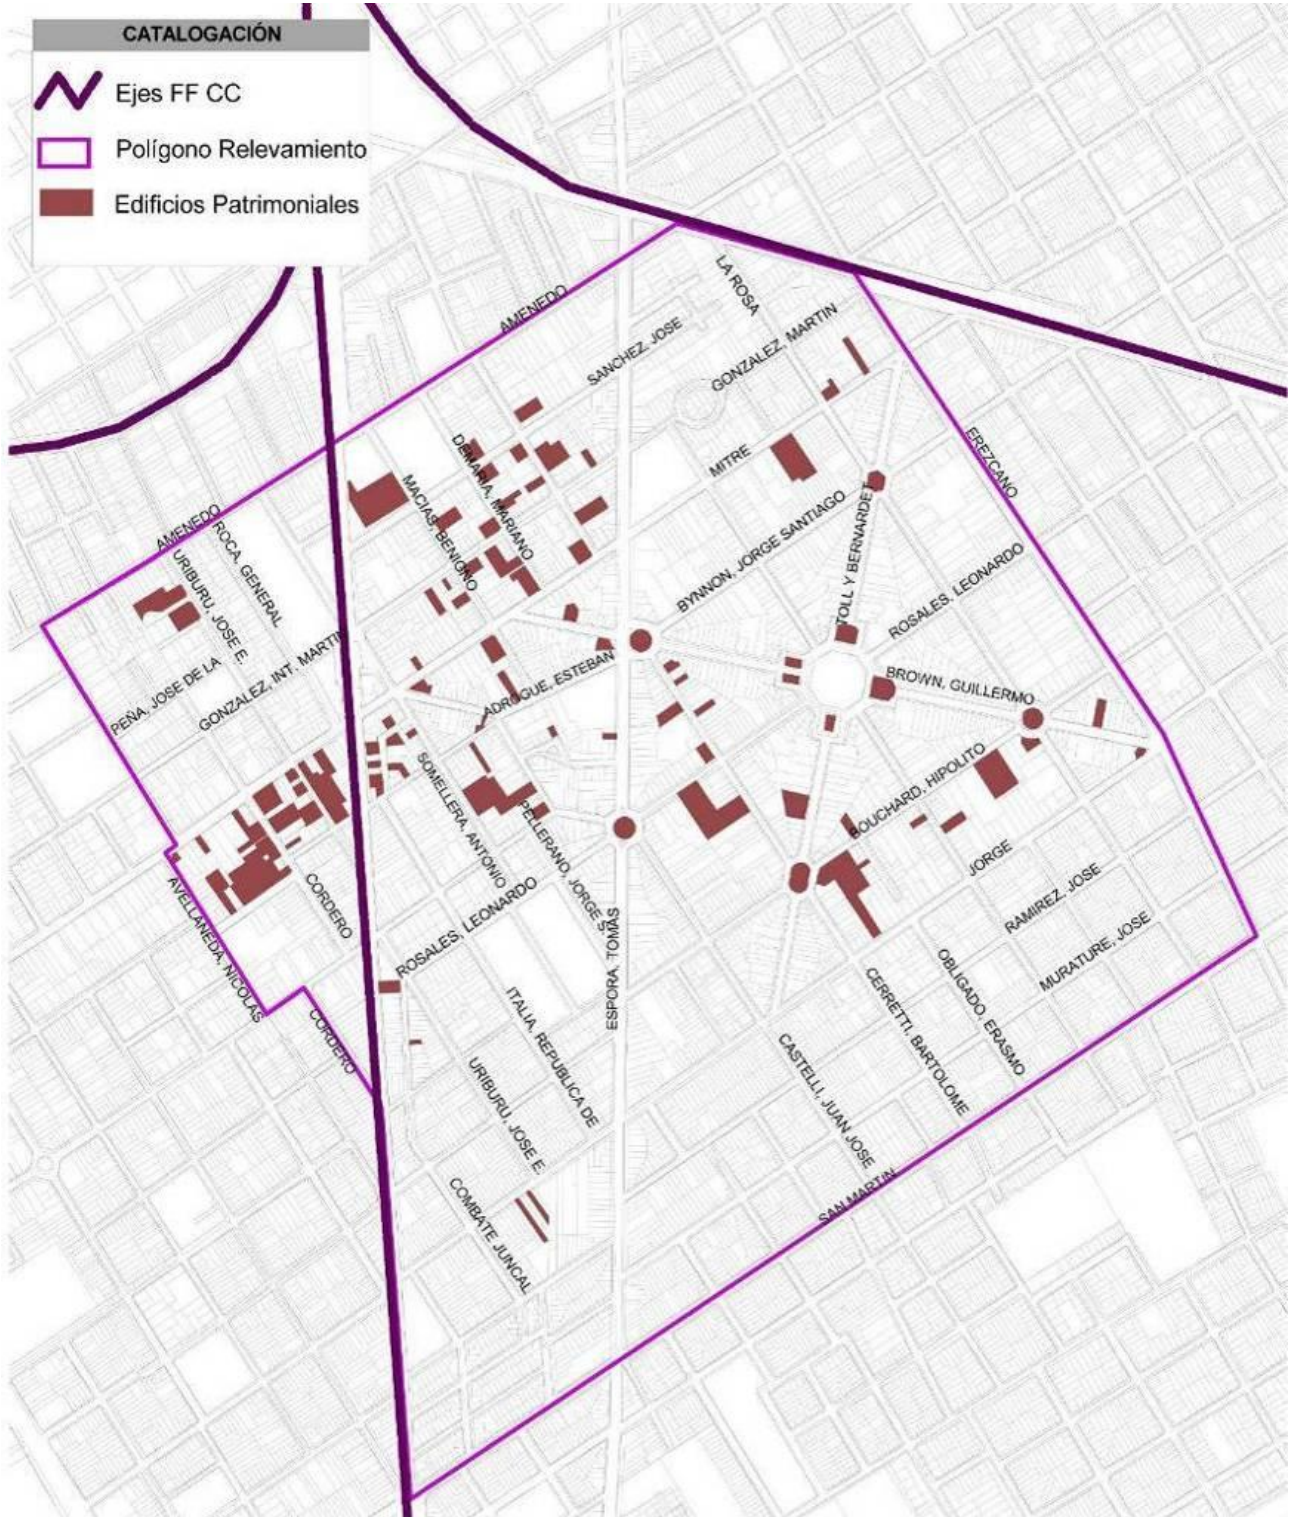 CATALOGACIÓN
Ejes FF CC
Polígono Relevamiento
Edificios Patrimoniales
LA ROSA
AMENEDO
SANCHEZ, JOSE
GONZALEZ, MARTIN
EREZCANO
DEMARIA, MARIANO
MITRE
MACIAS, BENIGNO
AMENEDO
ROCA, GENERAL
URIBURU, JOSE E.
BYNNON, JORGE SANTIAGO
TOLL Y BERNARDET
ROSALES, LEONARDO
PEÑA, JOSE DE LA
GONZALEZ, INT. MARTIN
ADROGUE, ESTEBAN
BROWN, GUILLERMO
SOMELLERA, ANTONIO
BOUCHARD, HIPOLITO
PELLERANO, JORGE S.
JORGE
CORDERO
AVELLANEDA, NICOLAS
ROSALES, LEONARDO
RAMIREZ, JOSE
MURATURE, JOSE
ESPORA, TOMAS
OBLIGADO, ERASMO
CERRETTI, BARTOLOME
ITALIA, REPUBLICA DE
CORDERO
CASTELLI, JUAN JOSE
URIBURU, JOSE E.
COMBATE JUNCAL
SAN MARTIN